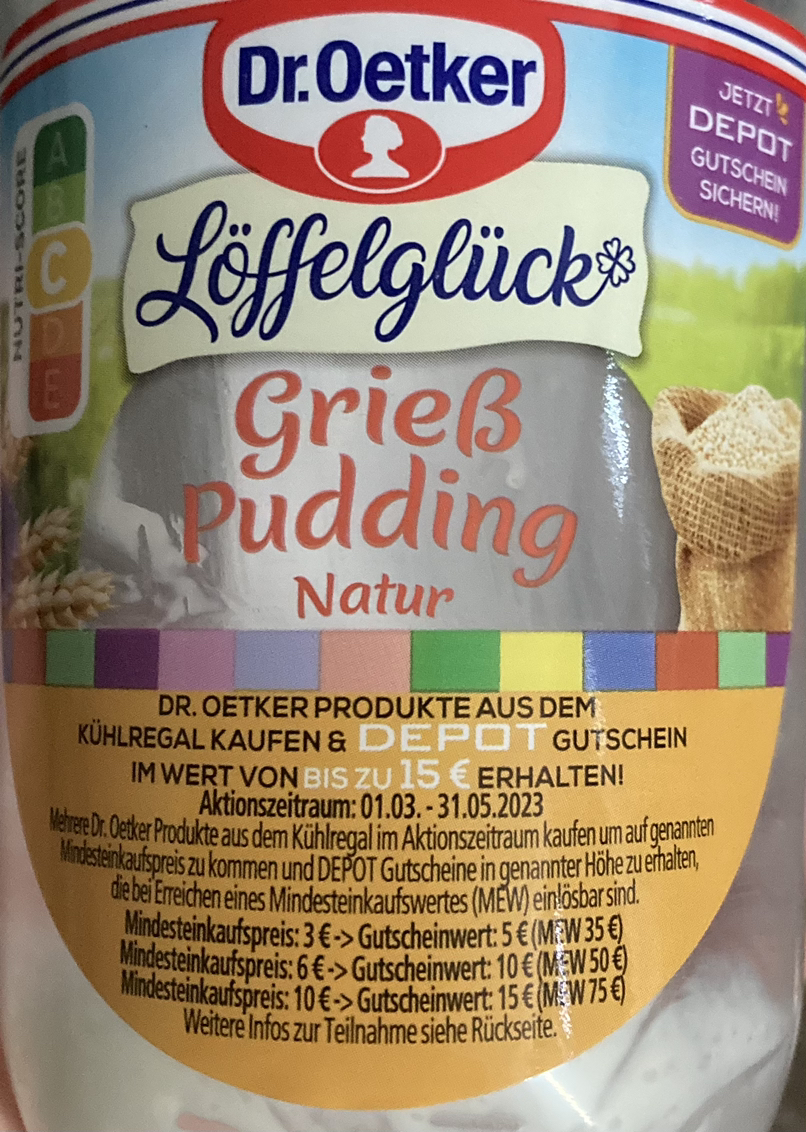 Dr. Oetker
JETZT
DEPOT
GUTSCHEIN
SICHERN!
NUTRI-SCORE
A
B
C
D
E
Löffelglück
Grieß
Pudding
Natur
DR. OETKER PRODUKTE AUS DEM
KÜHLREGAL KAUFEN & DEPOT GUTSCHEIN
IM WERT VON BIS ZU 15 € ERHALTEN!
Aktionszeitraum: 01.03. - 31.05.2023
Mehrere Dr. Oetker Produkte aus dem Kühlregal im Aktionszeitraum kaufen um auf genannten
Mindesteinkaufspreis zu kommen und DEPOT Gutscheine in genannter Höhe zu erhalten,
die bei Erreichen eines Mindesteinkaufswertes (MEW) einlösbar sind.
Mindesteinkaufspreis: 3 € -> Gutscheinwert: 5 € (MEW 35 €)
Mindesteinkaufspreis: 6 € -> Gutscheinwert: 10 € (MEW 50 €)
Mindesteinkaufspreis: 10 € -> Gutscheinwert: 15 € (MEW 75 €)
Weitere Infos zur Teilnahme siehe Rückseite.